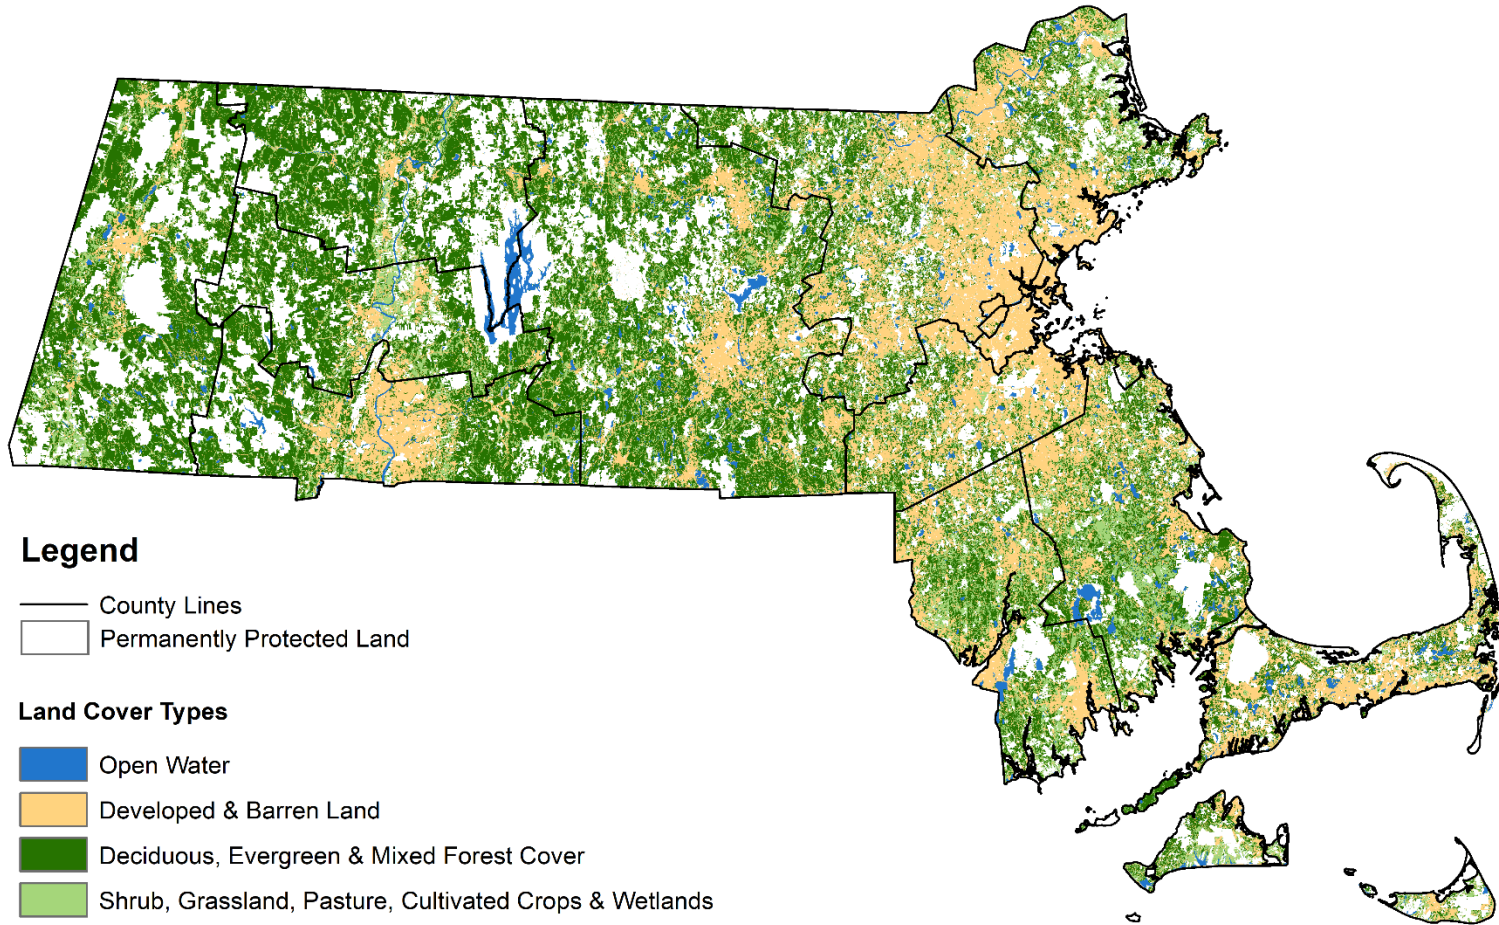 Legend
County Lines
Permanently Protected Land
Land Cover Types
Open Water
Developed & Barren Land
Deciduous, Evergreen & Mixed Forest Cover
Shrub, Grassland, Pasture, Cultivated Crops & Wetlands